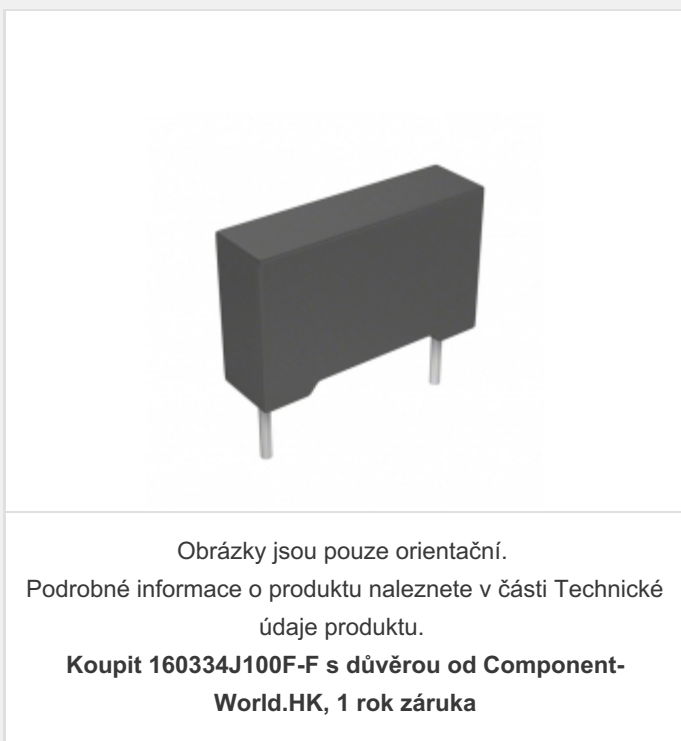 Obrázky jsou pouze orientační.
Podrobné informace o produktu naleznete v části Technické
údaje produktu.
Koupit 160334J100F-F s důvěrou od Component-
World.HK, 1 rok záruka